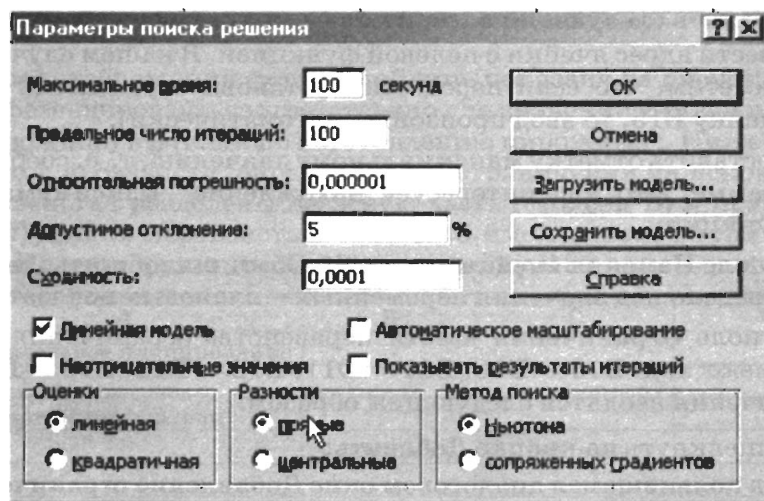 Параметры поиска решения
Максимальное время: 100 секунд OK
Предельное число итераций: 100 Отмена
Относительная погрешность: 0,000001 Загрузить модель...
Допустимое отклонение: 5 % Сохранить модель...
Сходимость: 0,0001 Справка
Линейная модель Автоматическое масштабирование
Неотрицательные значения Показывать результаты итераций
Оценки Разности Метод поиска
линейная прямые Ньютона
квадратичная центральные сопряженных градиентов